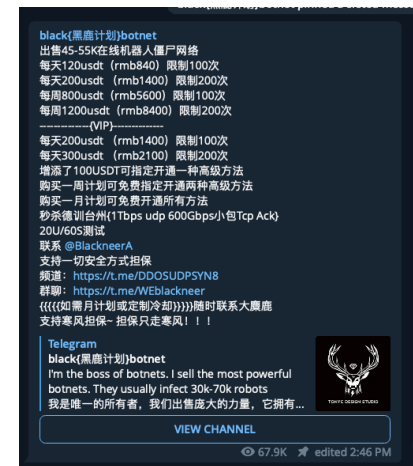 black{黑鹿计划}botnet
出售45-55K在线机器人僵尸网络
每天120usdt（rmb840）限制100次
每天200usdt（rmb1400）限制200次
每周800usdt（rmb5600）限制100次
每周1200usdt（rmb8400）限制200次
---------------{VIP}---------------
每天200usdt（rmb1400）限制100次
每天300usdt（rmb2100）限制200次
增添了100USDT可指定开通一种高级方法
购买一周计划可免费指定开通两种高级方法
购买一月计划可免费开通所有方法
秒杀德训台州{1Tbps udp 600Gbps小包Tcp Ack}
20U/60S测试
联系 @BlackneerA
支持一切安全方式担保
频道：https://t.me/DDOSUDPSYN8
群聊：https://t.me/WEblackneer
{{{{{如需月计划或定制冷却}}}}}随时联系大麋鹿
支持寒风担保~ 担保只走寒风！！！
Telegram
black{黑鹿计划}botnet
I'm the boss of botnets. I sell the most powerful
botnets. They usually infect 30k-70k robots
我是唯一的所有者，我们出售庞大的力量，它拥有...
TOKYC DESIGN STUDIO
VIEW CHANNEL
67.9K edited 2:46 PM